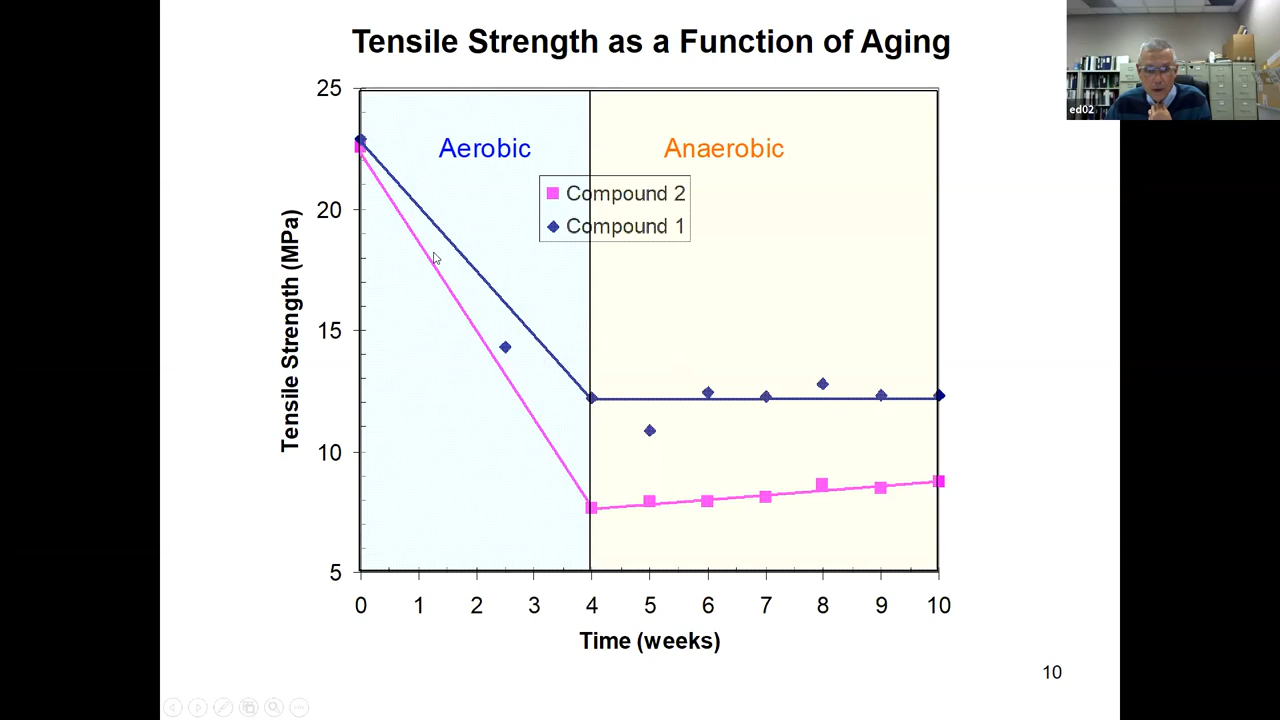 Tensile Strength as a Function of Aging
ed02
25
20
15
10
5
Tensile Strength (MPa)
Aerobic
Anaerobic
Compound 2
Compound 1
0 1 2 3 4 5 6 7 8 9 10
Time (weeks)
10